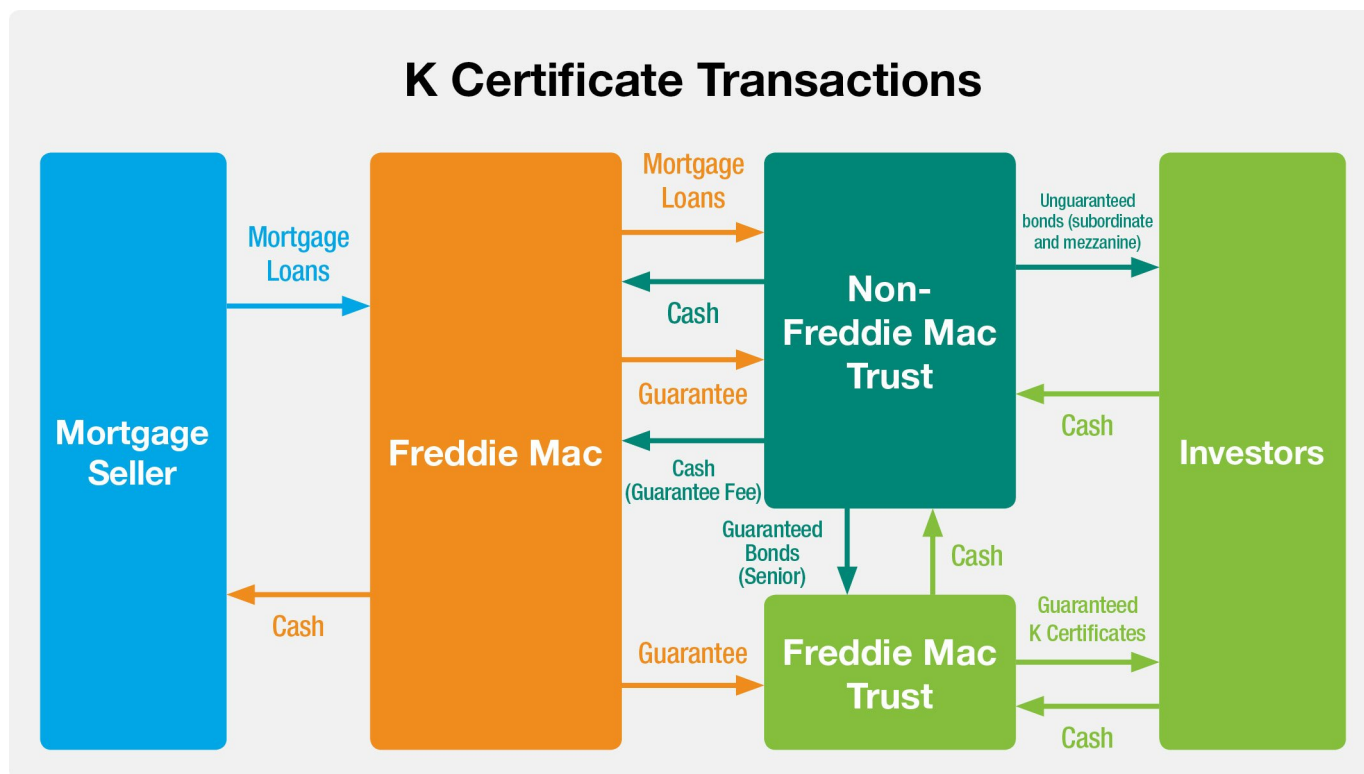 K Certificate Transactions
Mortgage
Seller
Mortgage
Loans
Cash
Freddie Mac
Mortgage
Loans
Cash
Guarantee
Cash
(Guarantee Fee)
Guarantee
Non-
Freddie Mac
Trust
Guaranteed
Bonds
(Senior)
Cash
Freddie Mac
Trust
Unguaranteed
bonds (subordinate
and mezzanine)
Cash
Guaranteed
K Certificates
Cash
Investors